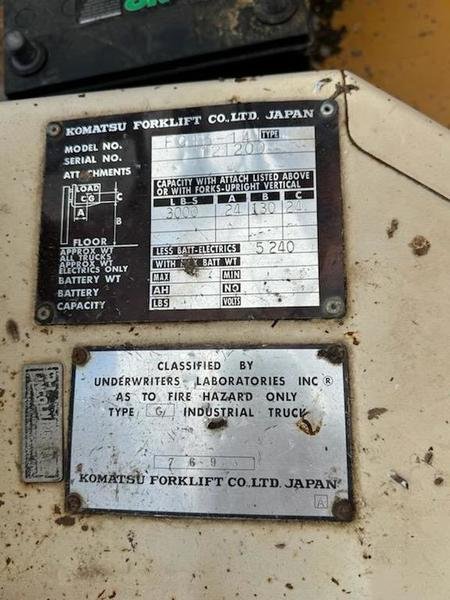 KOMATSU FORKLIFT CO.,LTD, JAPAN
MODEL NO. TYPE
SERIAL NO. 21200
ATTACHMENTS
CAPACITY WITH ATTACH LISTED ABOVE
OR WITH FORKS-UPRIGHT VERTICAL
LOAD C
CG
A B
FLOOR
LBS A B C
3000 24 130 24
APPROX WT
ALL TRUCKS
LESS BATT-ELECTRICS 5240
APPROX WT
ELECTRICS ONLY
WITH BATT WT
BATTERY WT MAX MIN
BATTERY AH NO
CAPACITY LBS VOLTS
CLASSIFIED BY
UNDERWRITERS LABORATORIES INC ®
AS TO FIRE HAZARD ONLY
TYPE G INDUSTRIAL TRUCK
769
KOMATSU FORKLIFT CO.,LTD. JAPAN
A